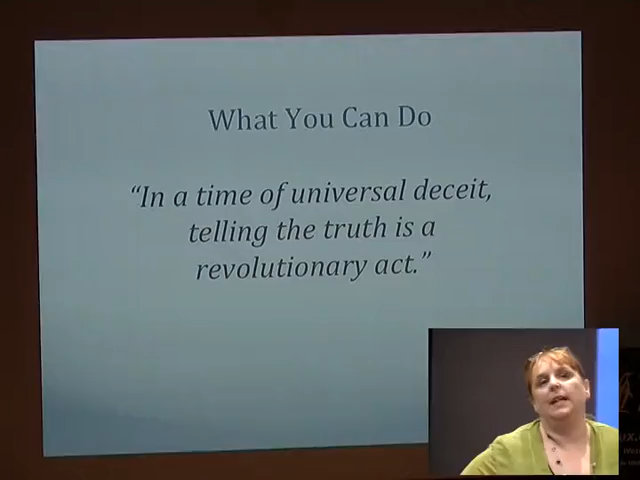 What You Can Do
“In a time of universal deceit,
telling the truth is a
revolutionary act.”